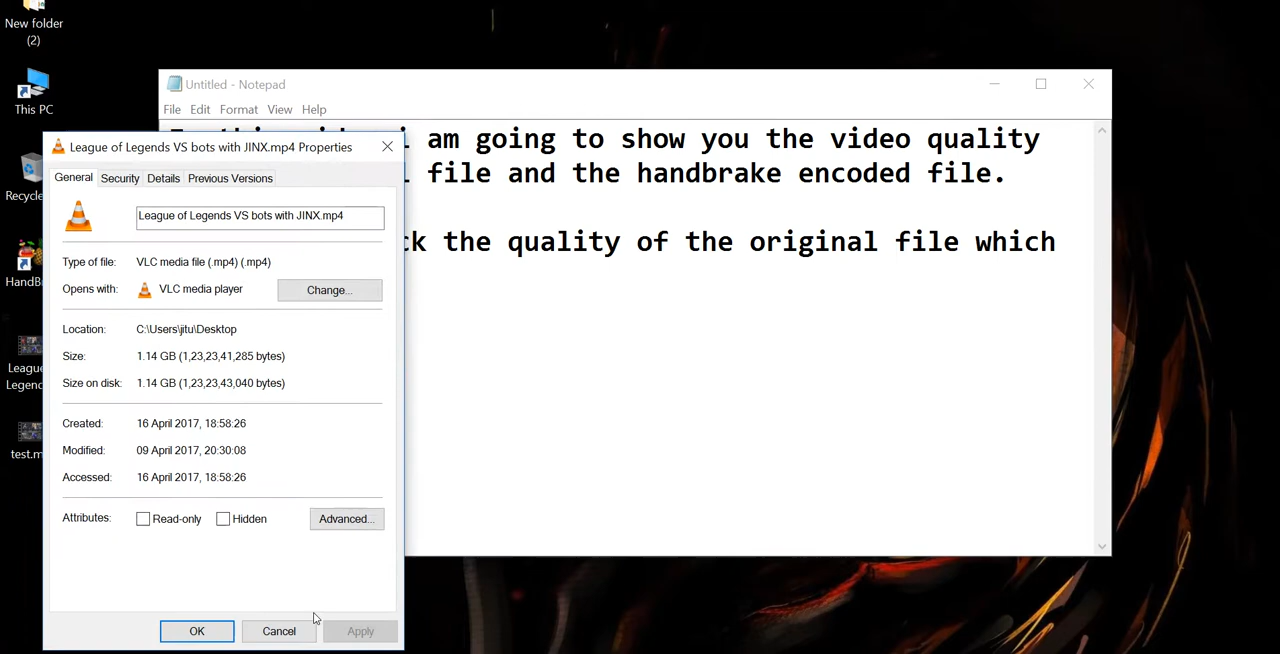 New folder
(2)
This PC
Recycle
HandB
League
Legend
test.m
Untitled - Notepad
File Edit Format View Help
i am going to show you the video quality
file and the handbrake encoded file.
ck the quality of the original file which
League of Legends VS bots with JINX.mp4 Properties
General Security Details Previous Versions
League of Legends VS bots with JINX.mp4
Type of file: VLC media file (.mp4) (.mp4)
Opens with: VLC media player Change...
Location: C:\Users\jitu\Desktop
Size: 1.14 GB (1,23,23,41,285 bytes)
Size on disk: 1.14 GB (1,23,23,43,040 bytes)
Created: 16 April 2017, 18:58:26
Modified: 09 April 2017, 20:30:08
Accessed: 16 April 2017, 18:58:26
Attributes: Read-only Hidden Advanced...
OK Cancel Apply